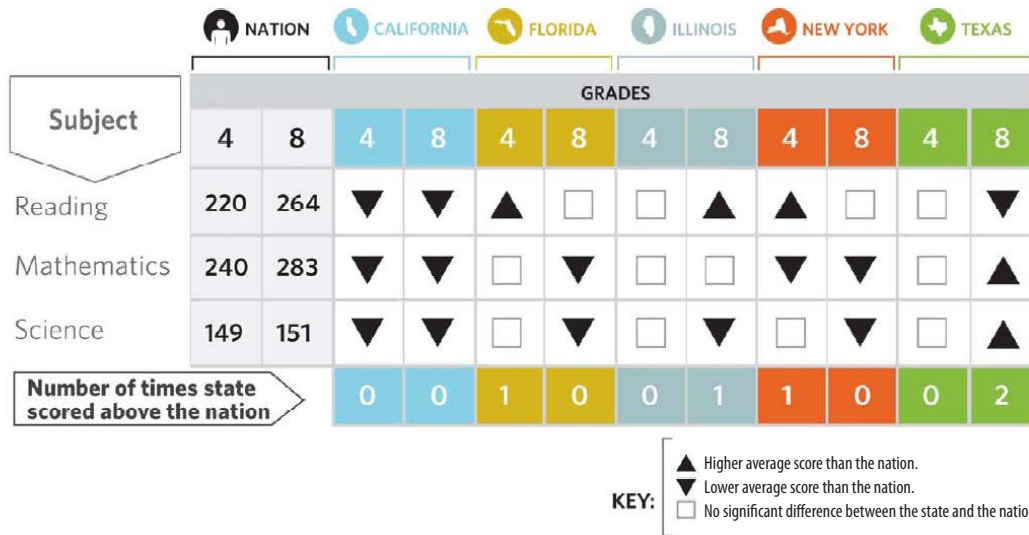 NATION CALIFORNIA FLORIDA ILLINOIS NEW YORK TEXAS
GRADES
Subject
4 8 4 8 4 8 4 8 4 8 4 8
Reading 220 264 ▼ ▼ ▲ □ □ ▲ ▲ □ □ ▼
Mathematics 240 283 ▼ ▼ □ ▼ □ □ ▼ ▼ □ ▲
Science 149 151 ▼ ▼ □ ▼ □ ▼ □ ▼ □ ▲
Number of times state
scored above the nation 0 0 1 0 0 1 1 0 0 2
KEY:
▲ Higher average score than the nation.
▼ Lower average score than the nation.
□ No significant difference between the state and the natio